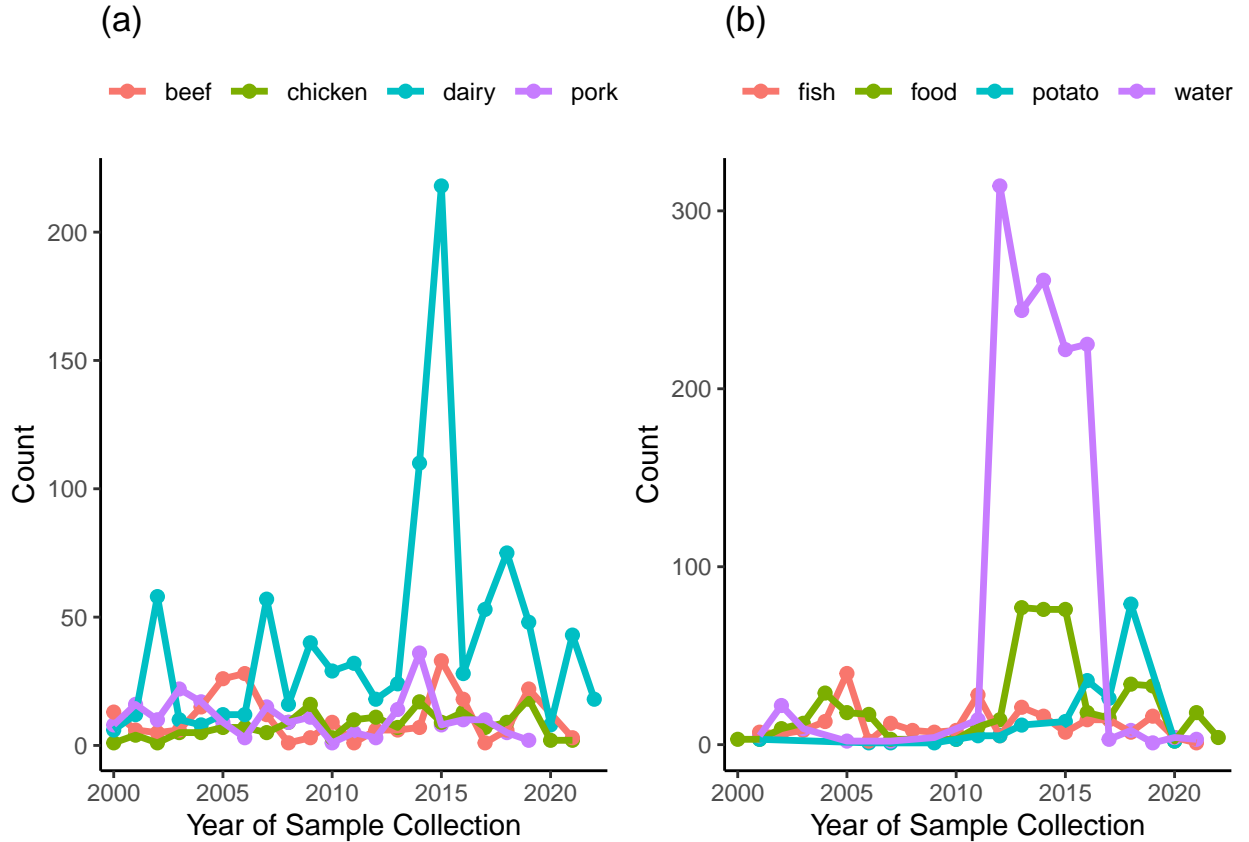 (a)
beef chicken dairy pork
Count
200
150
100
50
0
2000 2005 2010 2015 2020
Year of Sample Collection
(b)
fish food potato water
Count
300
200
100
0
2000 2005 2010 2015 2020
Year of Sample Collection